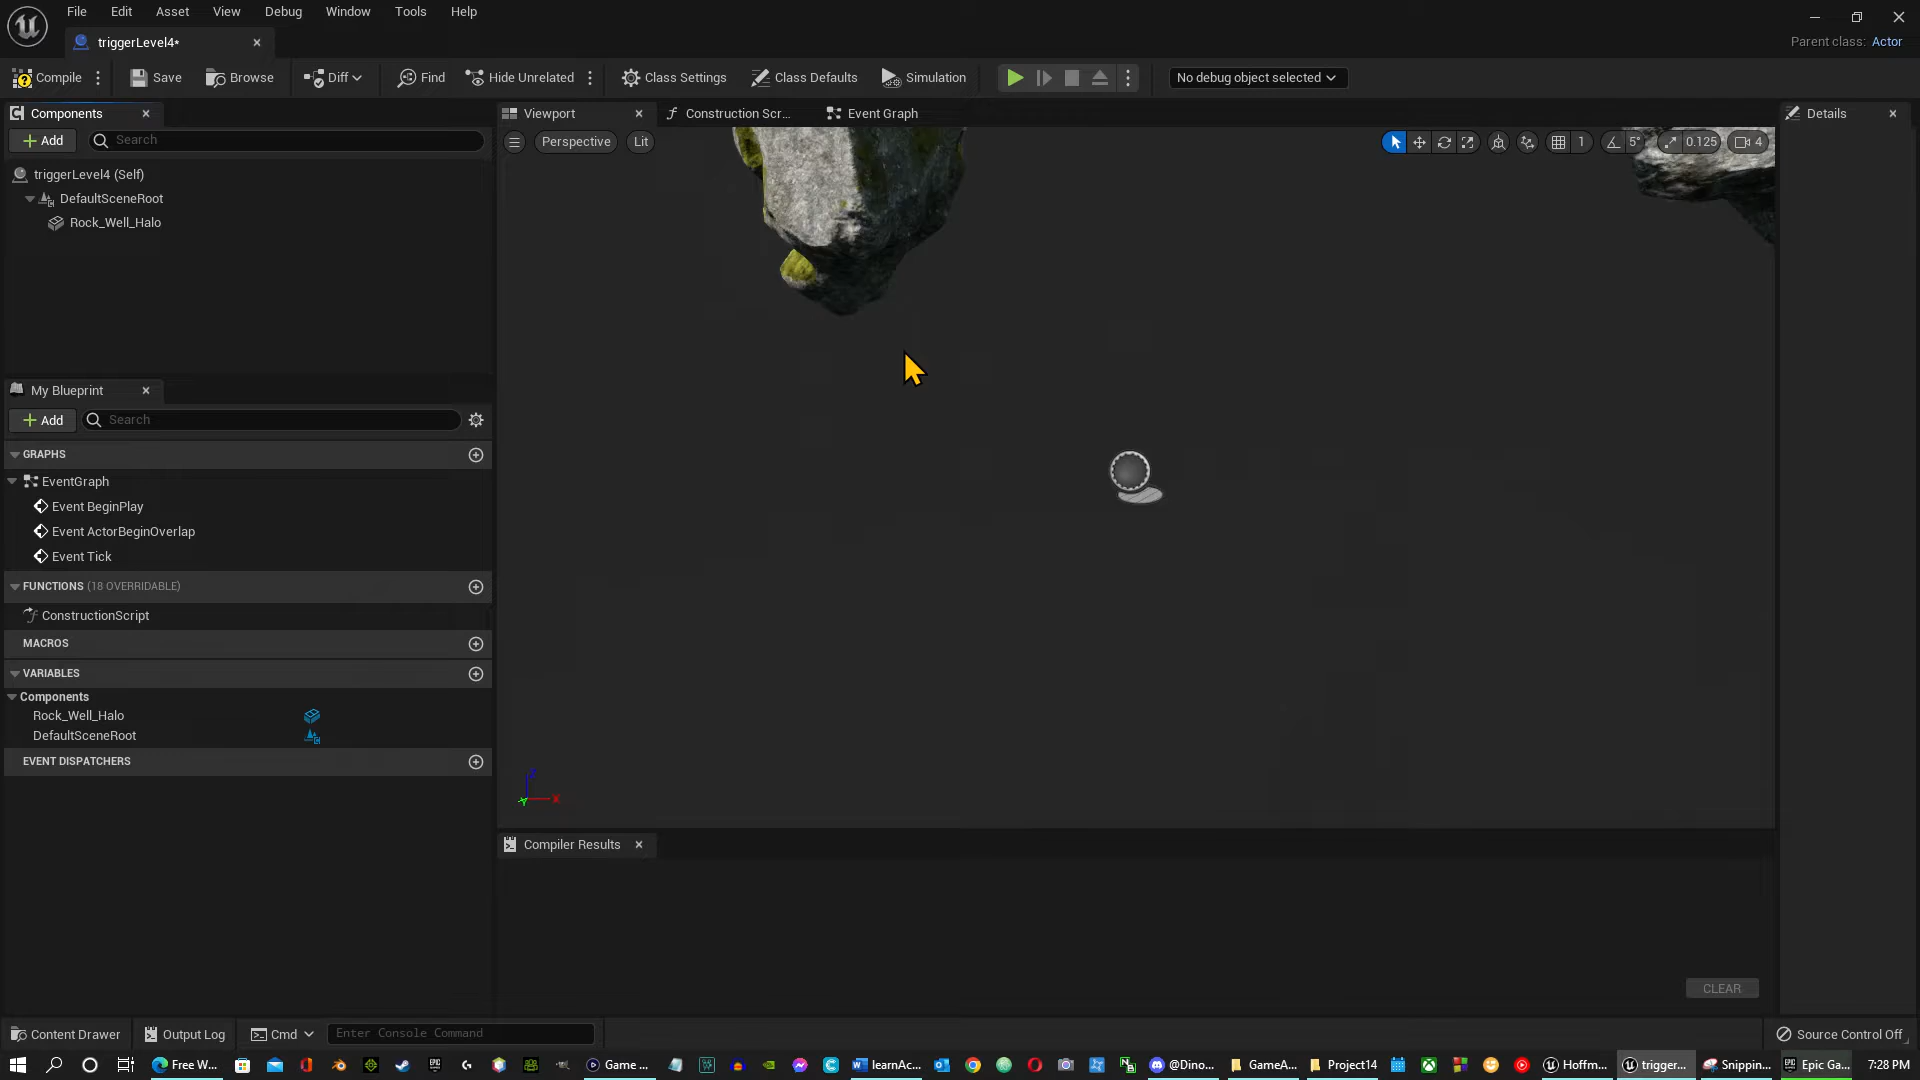 File Edit Asset View Debug Window Tools Help
triggerLevel4*
Parent class: Actor
Compile Save Browse Diff Find Hide Unrelated Class Settings Class Defaults Simulation No debug object selected
Components Viewport Construction Scr... Event Graph Details
Add Search Perspective Lit 1 5° 0.125 4
triggerLevel4 (Self)
DefaultSceneRoot
Rock_Well_Halo
My Blueprint
Add Search
GRAPHS
EventGraph
Event BeginPlay
Event ActorBeginOverlap
Event Tick
FUNCTIONS (18 OVERRIDABLE)
ConstructionScript
MACROS
VARIABLES
Components
Rock_Well_Halo
DefaultSceneRoot
EVENT DISPATCHERS
Z
Y X
Compiler Results
CLEAR
Content Drawer Output Log Cmd Enter Console Command Source Control Off
Free W... EPIC Game ... learnAc... @Dino... GameA... Project14 Hoffm... trigger... Snippin... Epic Ga... 7:28 PM